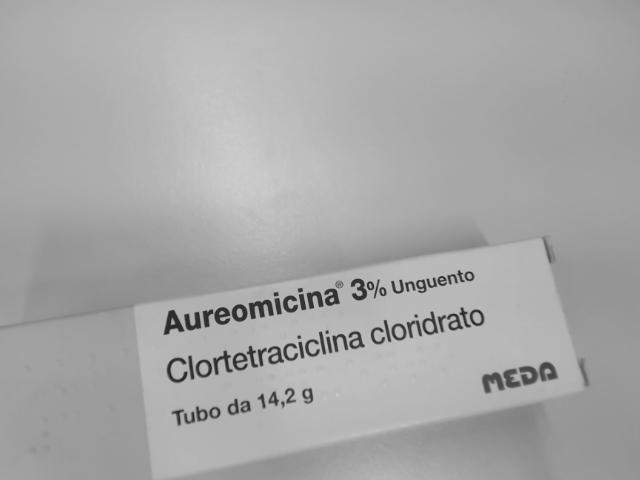 Aureomicina® 3% Unguento
Clortetraciclina cloridrato
Tubo da 14,2 g
MEDA